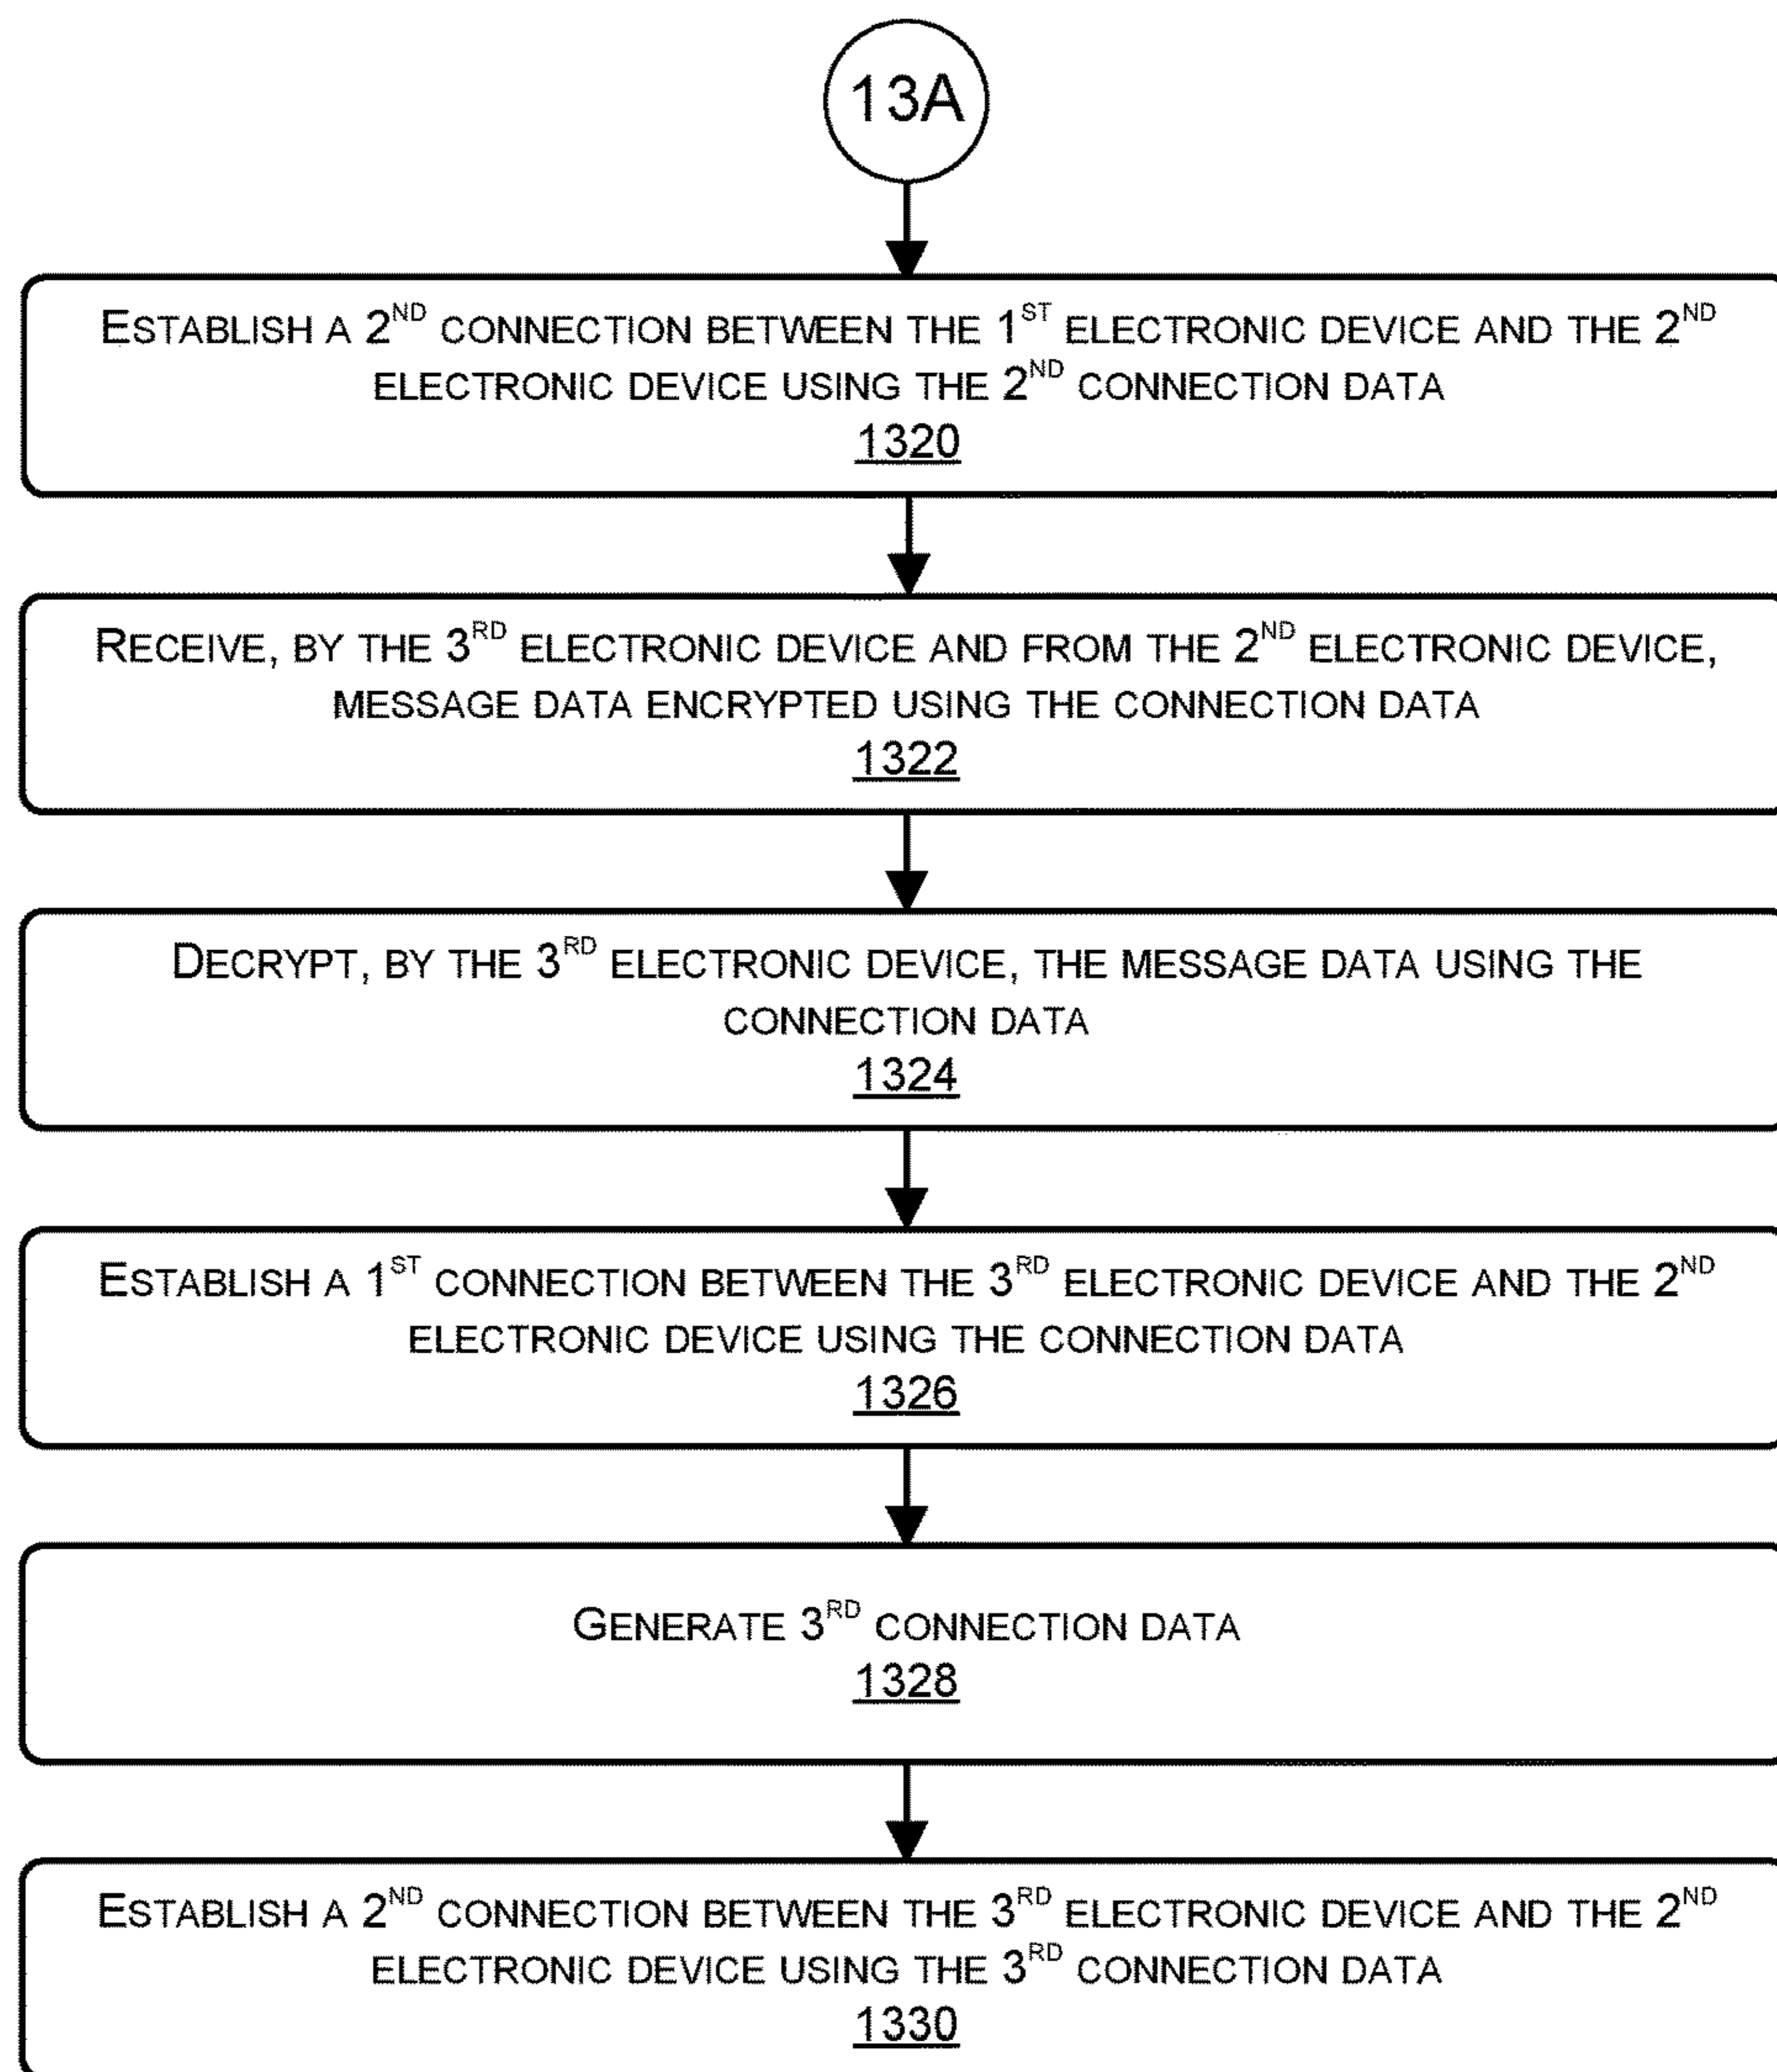 13A
ESTABLISH A 2ND CONNECTION BETWEEN THE 1ST ELECTRONIC DEVICE AND THE 2ND
ELECTRONIC DEVICE USING THE 2ND CONNECTION DATA
1320
RECEIVE, BY THE 3RD ELECTRONIC DEVICE AND FROM THE 2ND ELECTRONIC DEVICE,
MESSAGE DATA ENCRYPTED USING THE CONNECTION DATA
1322
DECRYPT, BY THE 3RD ELECTRONIC DEVICE, THE MESSAGE DATA USING THE
CONNECTION DATA
1324
ESTABLISH A 1ST CONNECTION BETWEEN THE 3RD ELECTRONIC DEVICE AND THE 2ND
ELECTRONIC DEVICE USING THE CONNECTION DATA
1326
GENERATE 3RD CONNECTION DATA
1328
ESTABLISH A 2ND CONNECTION BETWEEN THE 3RD ELECTRONIC DEVICE AND THE 2ND
ELECTRONIC DEVICE USING THE 3RD CONNECTION DATA
1330